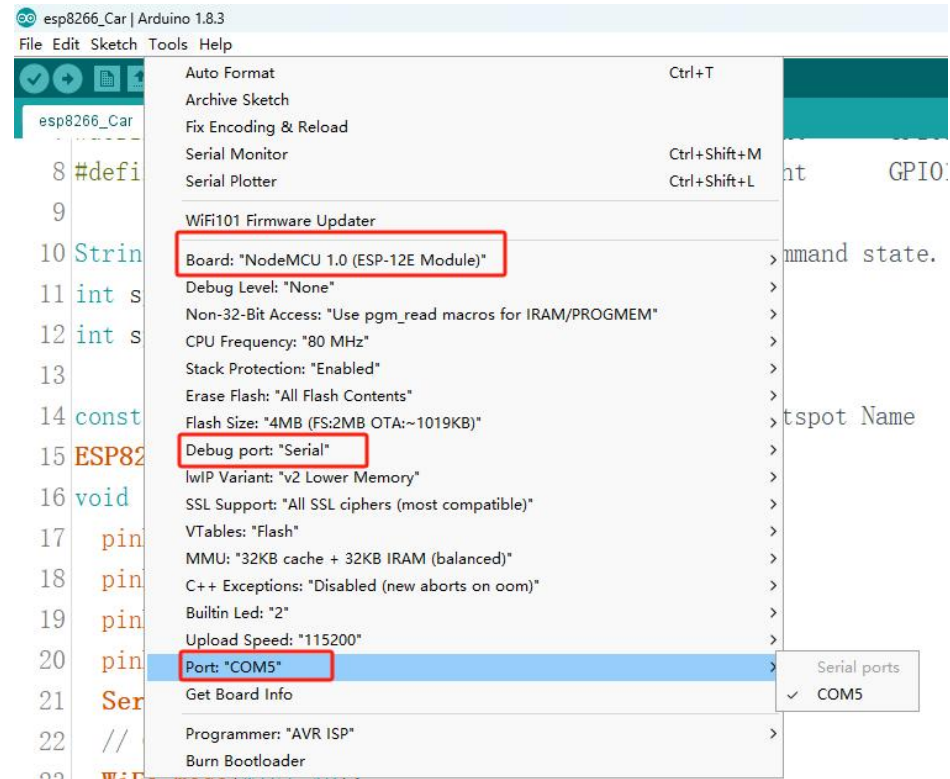 esp8266_Car | Arduino 1.8.3
File Edit Sketch Tools Help
esp8266_Car
Auto Format Ctrl+T
Archive Sketch
Fix Encoding & Reload
Serial Monitor Ctrl+Shift+M
Serial Plotter Ctrl+Shift+L
WiFi101 Firmware Updater
Board: "NodeMCU 1.0 (ESP-12E Module)"
Debug Level: "None"
Non-32-Bit Access: "Use pgm_read macros for IRAM/PROGMEM"
CPU Frequency: "80 MHz"
Stack Protection: "Enabled"
Erase Flash: "All Flash Contents"
Flash Size: "4MB (FS:2MB OTA:~1019KB)"
Debug port: "Serial"
lwIP Variant: "v2 Lower Memory"
SSL Support: "All SSL ciphers (most compatible)"
VTables: "Flash"
MMU: "32KB cache + 32KB IRAM (balanced)"
C++ Exceptions: "Disabled (new aborts on oom)"
Builtin Led: "2"
Upload Speed: "115200"
Port: "COM5"
Get Board Info
Programmer: "AVR ISP"
Burn Bootloader
Serial ports
✓ COM5
8 #defi ht GPIO1
9
10 Strin mmand state.
11 int s
12 int s
13
14 const tspot Name
15 ESP82
16 void
17 pin
18 pin
19 pin
20 pin
21 Ser
22 //